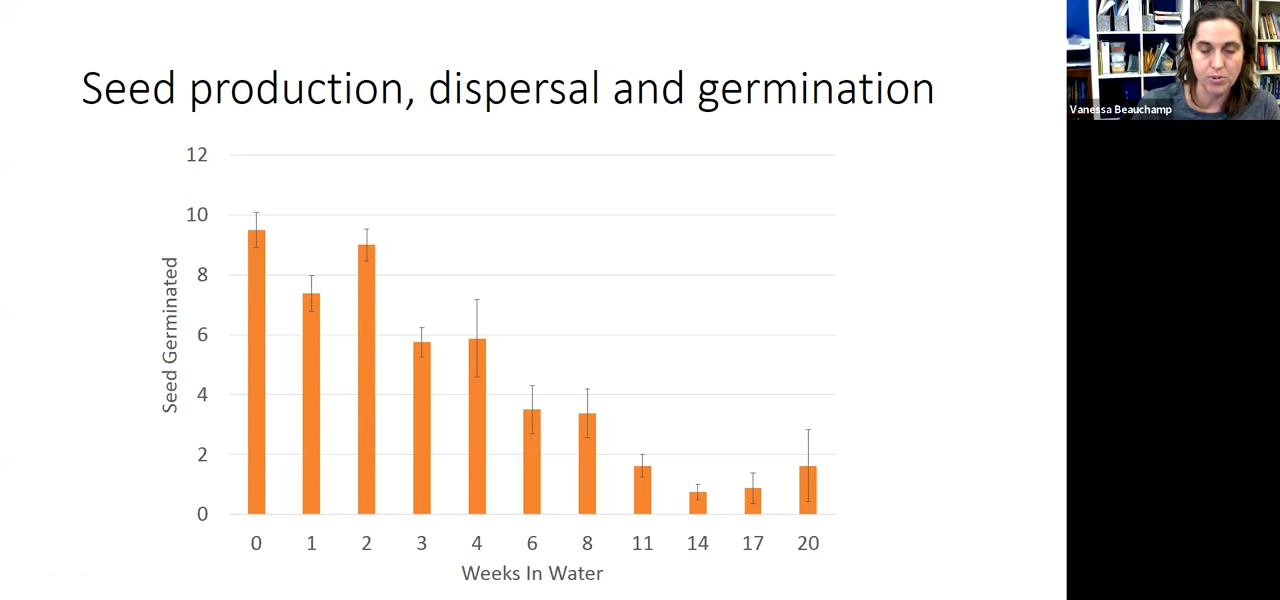 Seed production, dispersal and germination
Vanessa Beauchamp
12
10
8
6
4
2
0
Seed Germinated
0 1 2 3 4 6 8 11 14 17 20
Weeks In Water